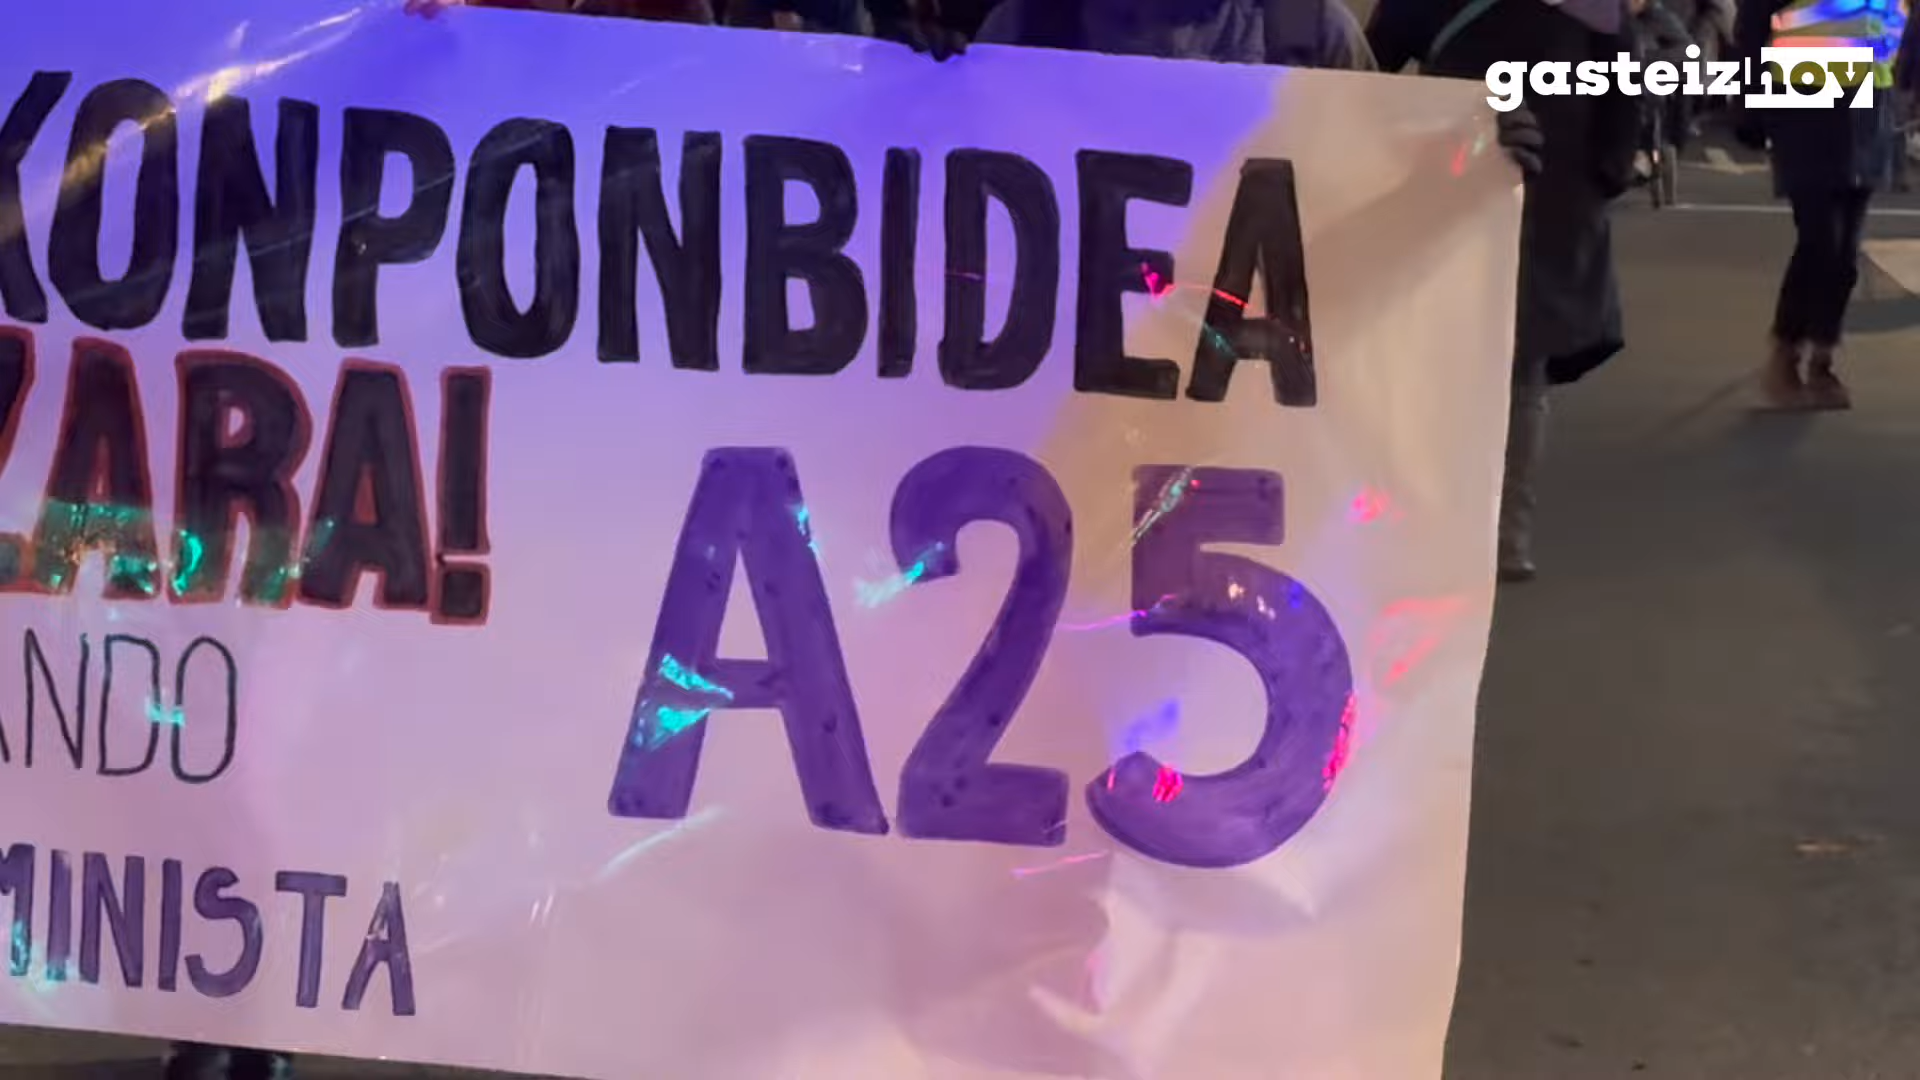 gasteizhoy
KONPONBIDEA
ZARA!
A25
ANDO
MINISTA